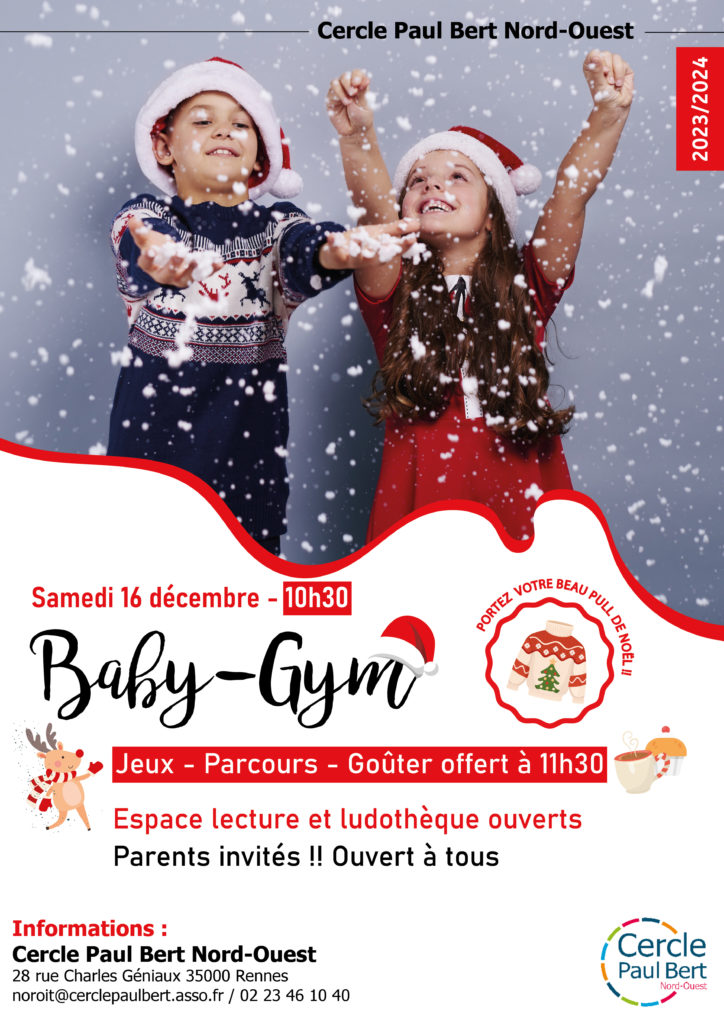 Cercle Paul Bert Nord-Ouest
2023/2024
Samedi 16 décembre - 10h30
Baby-Gym
PORTEZ VOTRE BEAU PULL DE NOËL !!
Jeux - Parcours - Goûter offert à 11h30
Espace lecture et ludothèque ouverts
Parents invités !! Ouvert à tous
Informations :
Cercle Paul Bert Nord-Ouest
28 rue Charles Géniaux 35000 Rennes
noroit@cerclepaulbert.asso.fr / 02 23 46 10 40
Cercle
Paul Bert
Nord-Ouest